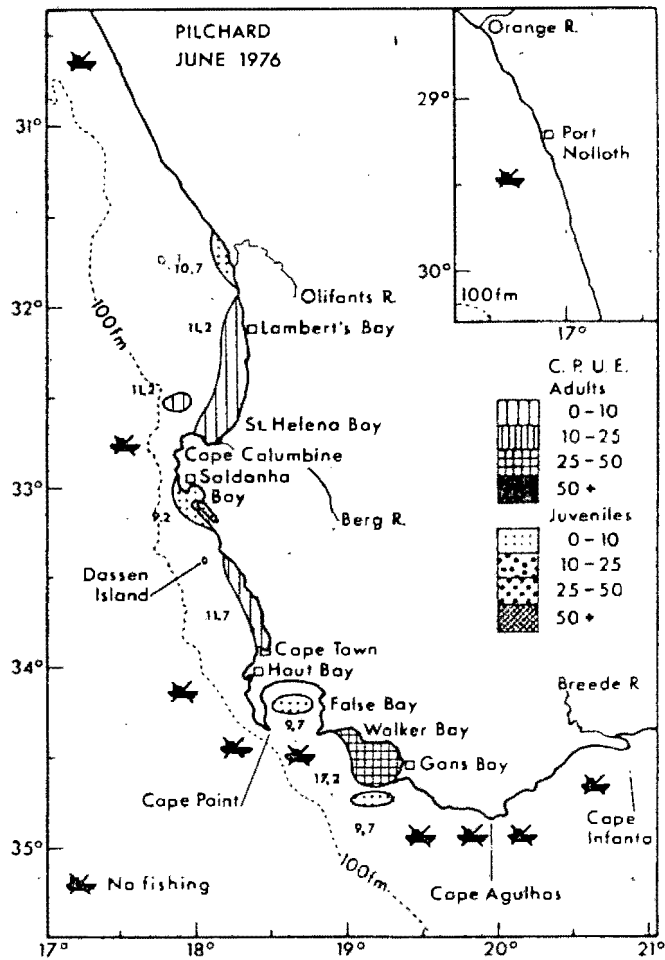 PILCHARD
JUNE 1976
Orange R.
29°
Port
Nolloth
30°
100fm
17°
31°
10,7
Olifants R.
32°
100fm
11,2
Lambert's Bay
11,2
St. Helena Bay
Cape Calumbine
Saldanha
Bay
33°
9,2
Berg R.
Dassen
Island
11,7
Cape Town
Haut Bay
34°
False Bay
9,7
Walker Bay
Breede R
Gans Bay
17,2
Cape Paint
9,7
Cape
Infanta
35°
100fm
No fishing
Cape Agulhas
17°
18°
19°
20°
21°
C. P. U. E.
Adults
0-10
10-25
25-50
50+
Juveniles
0-10
10-25
25-50
50+